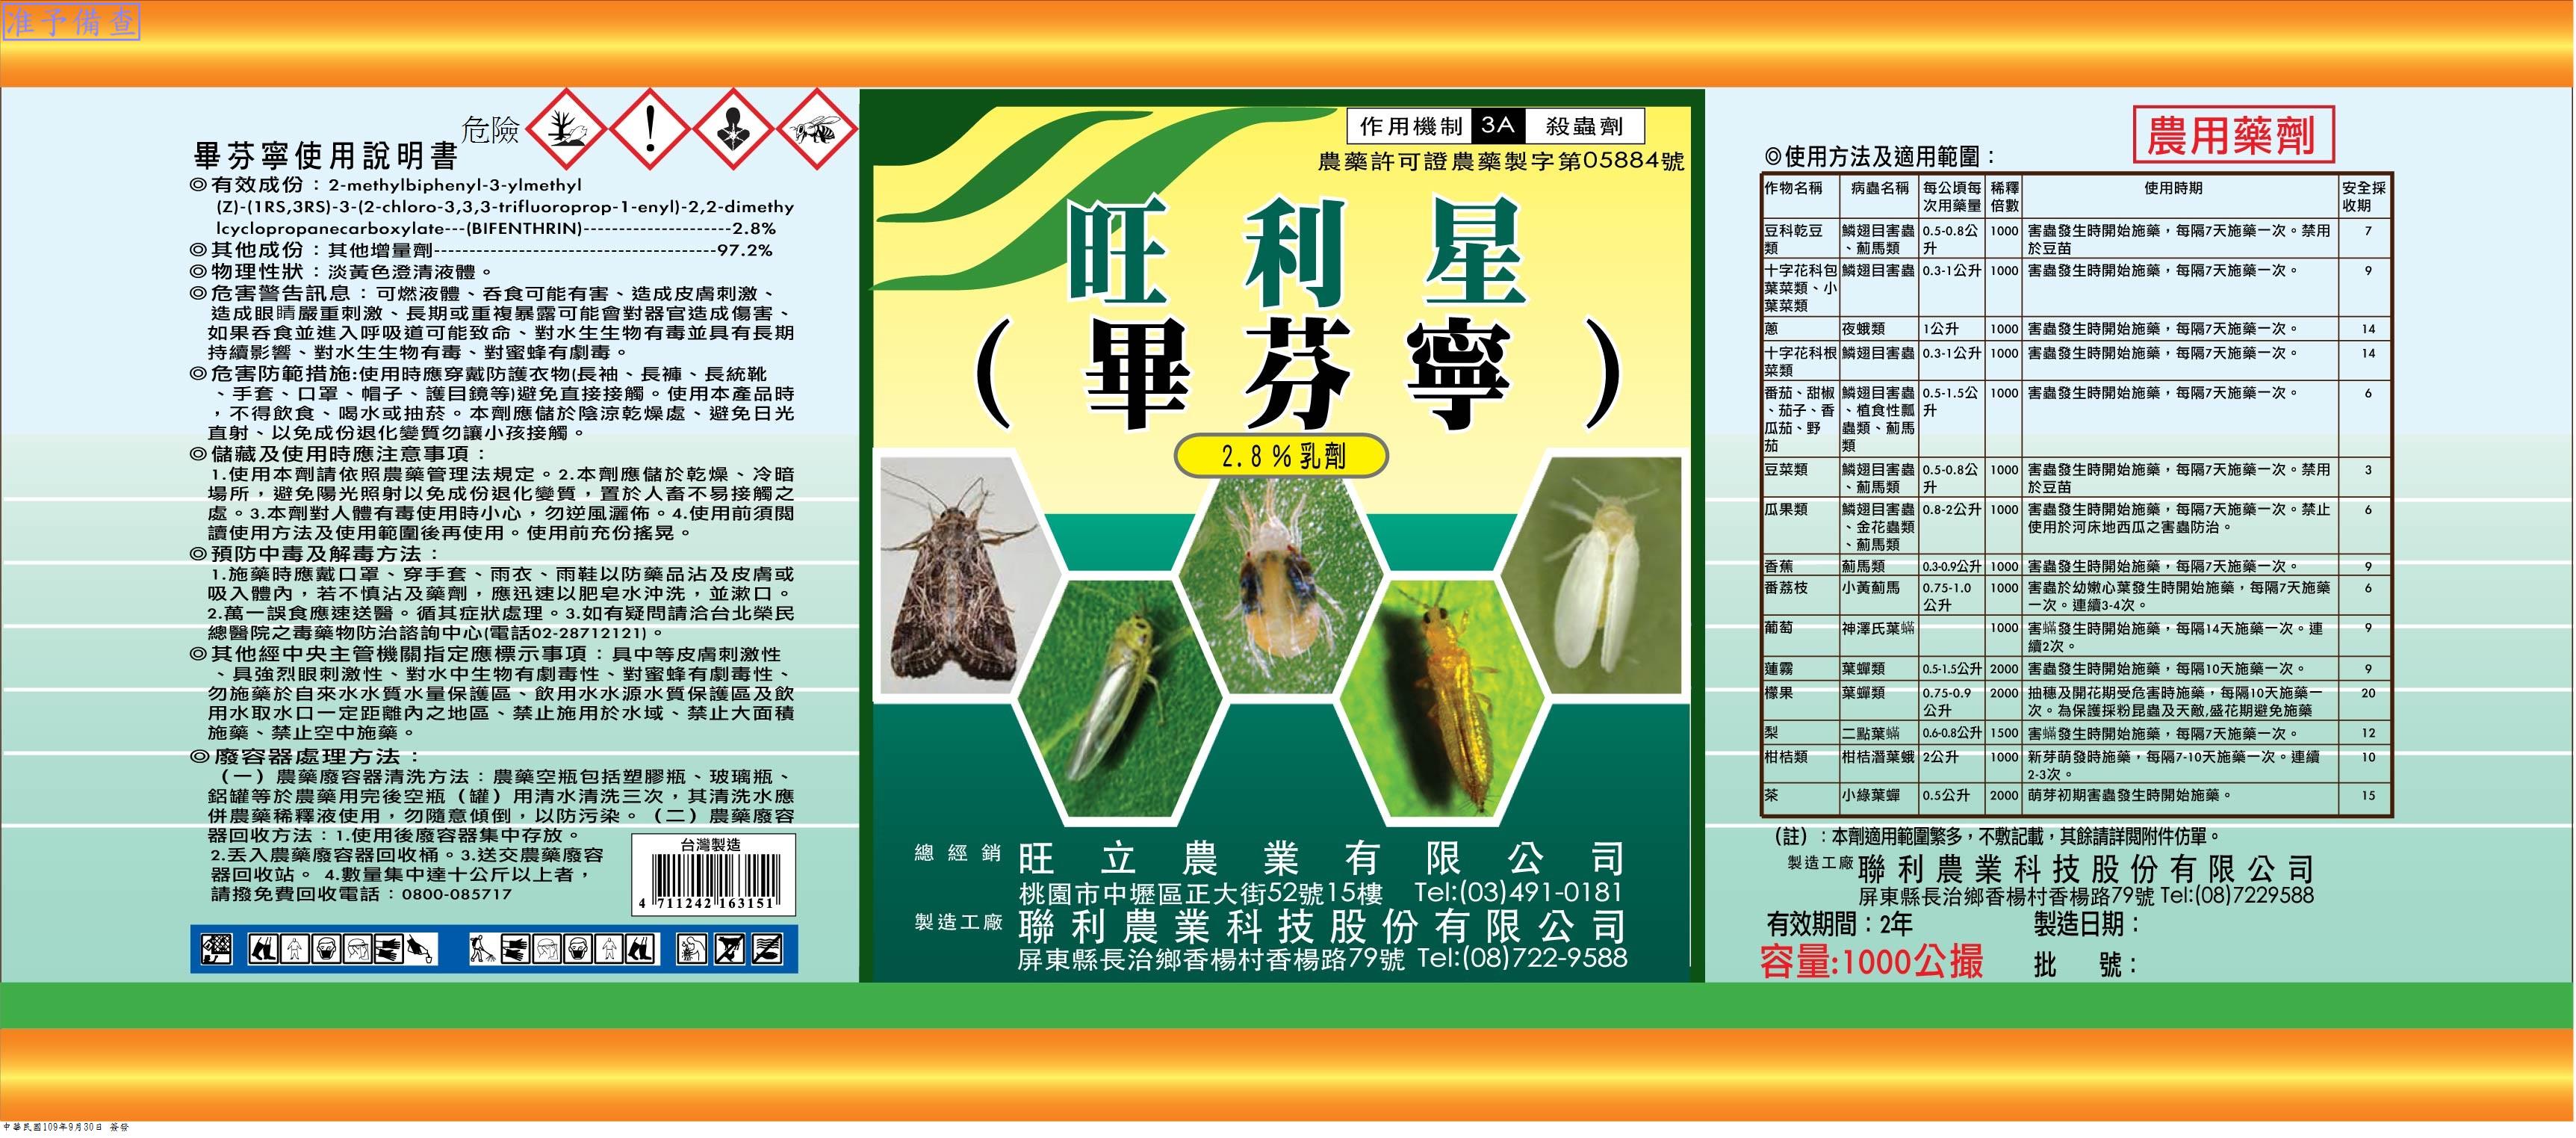 准予備查
危險
畢芬寧使用說明書
◎有效成份：2-methylbiphenyl-3-ylmethyl
(Z)-(1RS,3RS)-3-(2-chloro-3,3,3-trifluoroprop-1-enyl)-2,2-dimethy
lcyclopropanecarboxylate---(BIFENTHRIN)---------------------2.8%
◎其他成份：其他增量劑----------------------------------------97.2%
◎物理性狀：淡黃色澄清液體。
◎危害警告訊息：可燃液體、吞食可能有害、造成皮膚刺激、
造成眼睛嚴重刺激、長期或重複暴露可能會對器官造成傷害、
如果吞食並進入呼吸道可能致命、對水生生物有毒並具有長期
持續影響、對水生生物有毒、對蜜蜂有劇毒。
◎危害防範措施:使用時應穿戴防護衣物(長袖、長褲、長統靴
、手套、口罩、帽子、護目鏡等)避免直接接觸。使用本產品時
，不得飲食、喝水或抽菸。本劑應儲於陰涼乾燥處、避免日光
直射、以免成份退化變質勿讓小孩接觸。
◎儲藏及使用時應注意事項：
1.使用本劑請依照農藥管理法規定。2.本劑應儲於乾燥、冷暗
場所，避免陽光照射以免成份退化變質，置於人畜不易接觸之
處。3.本劑對人體有毒使用時小心，勿逆風灑佈。4.使用前須閱
讀使用方法及使用範圍後再使用。使用前充份搖晃。
◎預防中毒及解毒方法：
1.施藥時應戴口罩、穿手套、雨衣、雨鞋以防藥品沾及皮膚或
吸入體內，若不慎沾及藥劑，應迅速以肥皂水沖洗，並漱口。
2.萬一誤食應速送醫。循其症狀處理。3.如有疑問請洽台北榮民
總醫院之毒藥物防治諮詢中心(電話02-28712121)。
◎其他經中央主管機關指定應標示事項：具中等皮膚刺激性
、具強烈眼刺激性、對水中生物有劇毒性、對蜜蜂有劇毒性、
勿施藥於自來水水質水量保護區、飲用水水源水質保護區及飲
用水取水口一定距離內之地區、禁止施用於水域、禁止大面積
施藥、禁止空中施藥。
◎廢容器處理方法：
（一）農藥廢容器清洗方法：農藥空瓶包括塑膠瓶、玻璃瓶、
鋁罐等於農藥用完後空瓶（罐）用清水清洗三次，其清洗水應
併農藥稀釋液使用，勿隨意傾倒，以防污染。（二）農藥廢容
器回收方法：1.使用後廢容器集中存放。
2.丟入農藥廢容器回收桶。3.送交農藥廢容
器回收站。 4.數量集中達十公斤以上者，
請撥免費回收電話：0800-085717
台灣製造
4 711242 163151
作用機制 3A 殺蟲劑
農藥許可證農藥製字第05884號
旺利星
(畢芬寧)
2.8%乳劑
總經銷 旺立農業有限公司
桃園市中壢區正大街52號15樓 Tel:(03)491-0181
製造工廠 聯利農業科技股份有限公司
屏東縣長治鄉香楊村香楊路79號 Tel:(08)722-9588
農用藥劑
◎使用方法及適用範圍：
作物名稱 病蟲名稱 每公頃每次用藥量 稀釋倍數 使用時期 安全採收期
豆科乾豆類 鱗翅目害蟲、薊馬類 0.5-0.8公升 1000 害蟲發生時開始施藥，每隔7天施藥一次。禁用於豆苗 7
十字花科包葉菜類、小葉菜類 鱗翅目害蟲 0.3-1公升 1000 害蟲發生時開始施藥，每隔7天施藥一次。 9
蔥 夜蛾類 1公升 1000 害蟲發生時開始施藥，每隔7天施藥一次。 14
十字花科根菜類 鱗翅目害蟲 0.3-1公升 1000 害蟲發生時開始施藥，每隔7天施藥一次。 14
番茄、甜椒、茄子、香瓜茄、野茄 鱗翅目害蟲、植食性瓢蟲類、薊馬類 0.5-1.5公升 1000 害蟲發生時開始施藥，每隔7天施藥一次。 6
豆菜類 鱗翅目害蟲、薊馬類 0.5-0.8公升 1000 害蟲發生時開始施藥，每隔7天施藥一次。禁用於豆苗 3
瓜果類 鱗翅目害蟲、金花蟲類、薊馬類 0.8-2公升 1000 害蟲發生時開始施藥，每隔7天施藥一次。禁止使用於河床地西瓜之害蟲防治。 6
香蕉 薊馬類 0.3-0.9公升 1000 害蟲發生時開始施藥，每隔7天施藥一次。 9
番荔枝 小黃薊馬 0.75-1.0公升 1000 害蟲於幼嫩心葉發生時開始施藥，每隔7天施藥一次。連續3-4次。 6
葡萄 神澤氏葉蟎 1000 害蟎發生時開始施藥，每隔14天施藥一次。連續2次。 9
蓮霧 葉蟬類 0.5-1.5公升 2000 害蟲發生時開始施藥，每隔10天施藥一次。 9
檬果 葉蟬類 0.75-0.9公升 2000 抽穗及開花期受危害時施藥，每隔10天施藥一次。為保護採粉昆蟲及天敵,盛花期避免施藥 20
梨 二點葉蟎 0.6-0.8公升 1500 害蟎發生時開始施藥，每隔7天施藥一次。 12
柑桔類 柑桔潛葉蛾 2公升 1000 新芽萌發時施藥，每隔7-10天施藥一次。連續2-3次。 10
茶 小綠葉蟬 0.5公升 2000 萌芽初期害蟲發生時開始施藥。 15
（註）：本劑適用範圍繁多，不敷記載，其餘請詳閱附件仿單。
製造工廠 聯利農業科技股份有限公司
屏東縣長治鄉香楊村香楊路79號 Tel:(08)7229588
有效期間：2年 製造日期：
容量:1000公撮 批 號：
中華民國109年9月30日 簽發